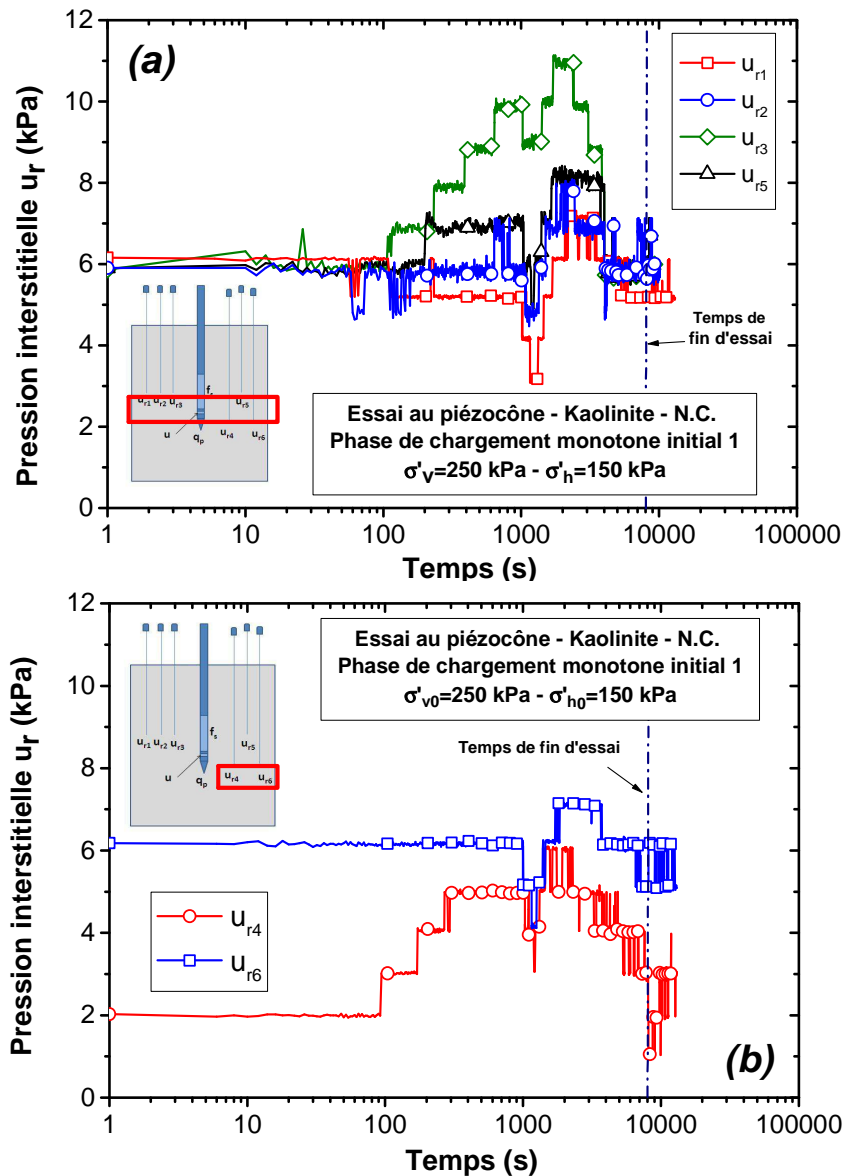 12
10
8
6
4
2
0
Pression interstitielle ur (kPa)
(a)
ur1
ur2
ur3
ur5
Temps de
fin d'essai
ur1 ur2 ur3
fs
ur5
u
qp
ur4
ur6
Essai au piézocône - Kaolinite - N.C.
Phase de chargement monotone initial 1
σ'V=250 kPa - σ'h=150 kPa
1 10 100 1000 10000 100000
Temps (s)
12
10
8
6
4
2
0
Pression interstitielle ur (kPa)
Essai au piézocône - Kaolinite - N.C.
Phase de chargement monotone initial 1
σ'v0=250 kPa - σ'h0=150 kPa
ur1 ur2 ur3
fs
ur5
u
qp
ur4
ur6
Temps de fin d'essai
ur4
ur6
(b)
1 10 100 1000 10000 100000
Temps (s)